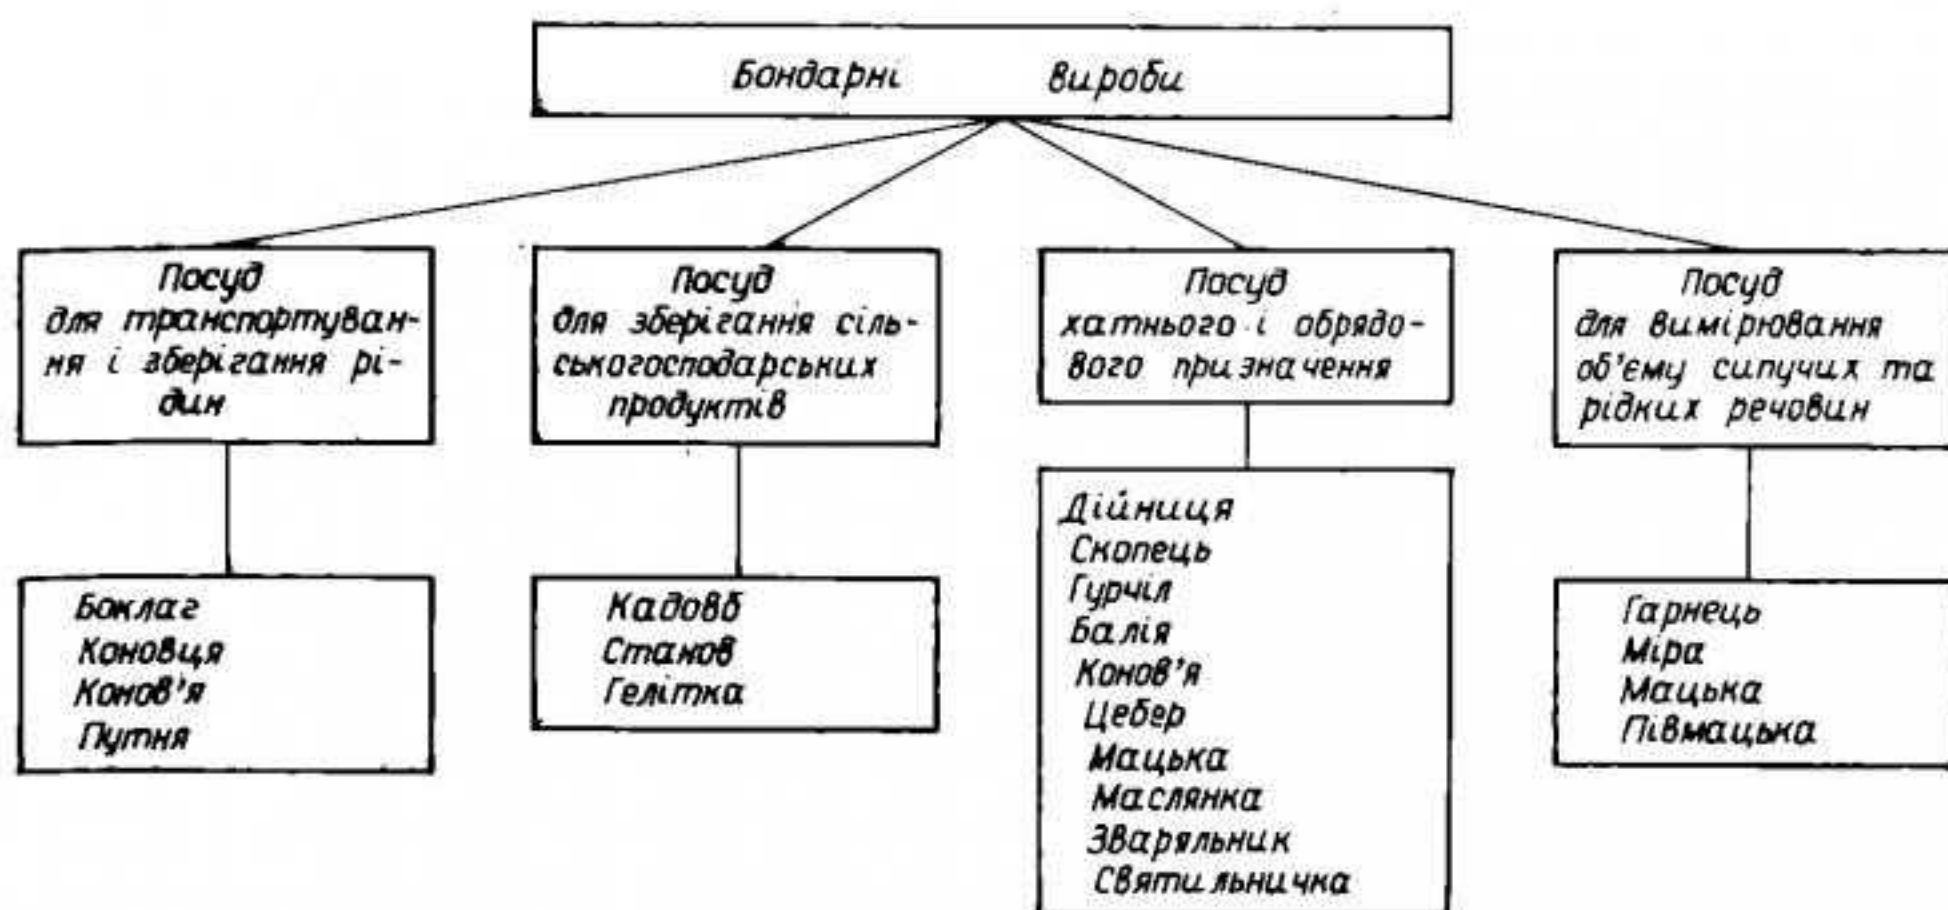 Бондарні вироби
Посуд
для транспортуван-
ня і зберігання рі-
дин
Посуд
для зберігання сіль-
ськогосподарських
продуктів
Посуд
хатнього і обрядо-
вого призначення
Посуд
для вимірювання
об'єму сипучих та
рідких речовин
Боклаг
Коновця
Конов'я
Путня
Кадовб
Станов
Гелітка
Дійниця
Скопець
Гурчіл
Балія
Конов'я
Цебер
Мацька
Маслянка
Зваряльник
Святильничка
Гарнець
Міра
Мацька
Півмацька